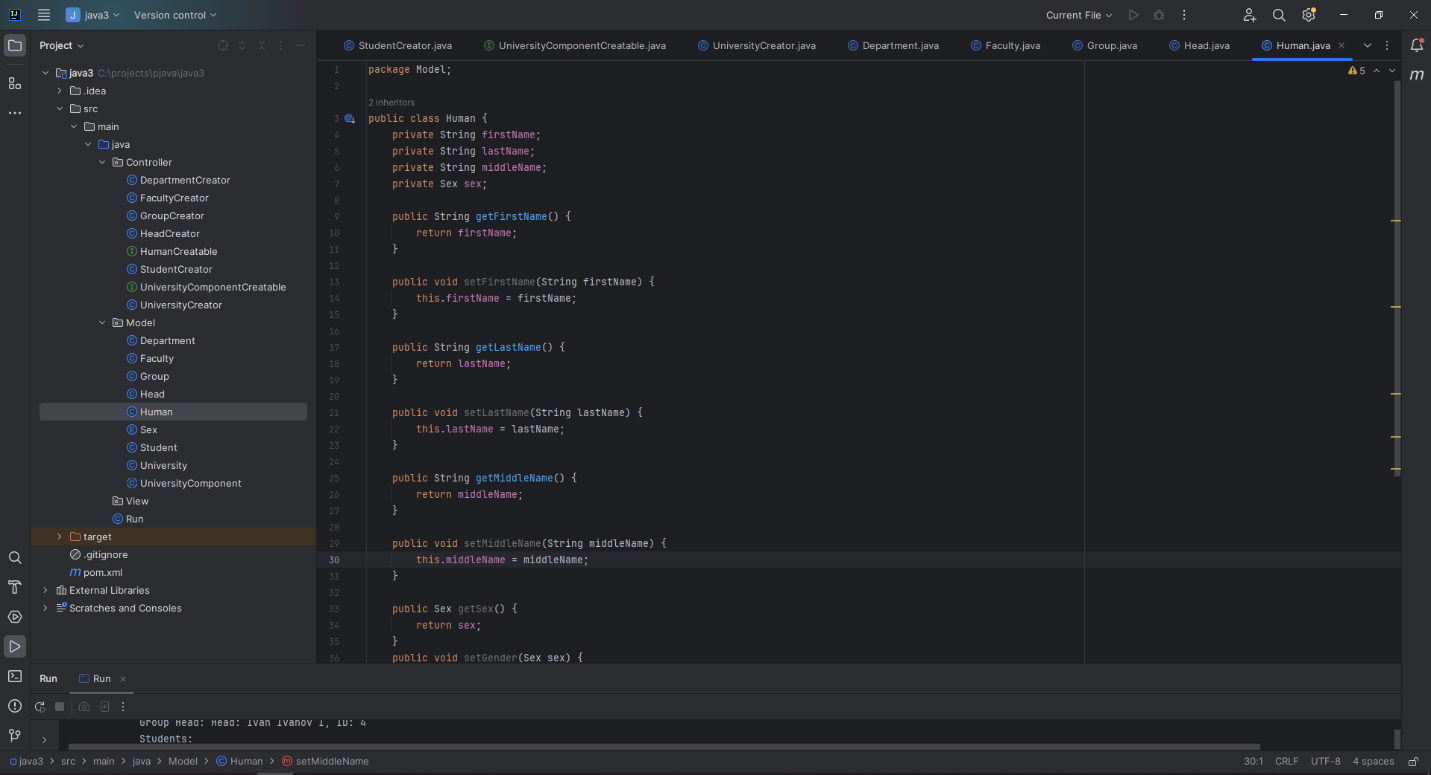 java3
Version control
Current File
Project
StudentCreator.java
UniversityComponentCreatable.java
UniversityCreator.java
Department.java
Faculty.java
Group.java
Head.java
Human.java
java3 C:\projects\pjava\java3
.idea
src
main
java
Controller
DepartmentCreator
FacultyCreator
GroupCreator
HeadCreator
HumanCreatable
StudentCreator
UniversityComponentCreatable
UniversityCreator
Model
Department
Faculty
Group
Head
Human
Sex
Student
University
UniversityComponent
View
Run
target
.gitignore
pom.xml
External Libraries
Scratches and Consoles
5
1 package Model;
2
2 inheritors
3 public class Human {
4 private String firstName;
5 private String lastName;
6 private String middleName;
7 private Sex sex;
8
9 public String getFirstName() {
10 return firstName;
11 }
12
13 public void setFirstName(String firstName) {
14 this.firstName = firstName;
15 }
16
17 public String getLastName() {
18 return lastName;
19 }
20
21 public void setLastName(String lastName) {
22 this.lastName = lastName;
23 }
24
25 public String getMiddleName() {
26 return middleName;
27 }
28
29 public void setMiddleName(String middleName) {
30 this.middleName = middleName;
31 }
32
33 public Sex getSex() {
34 return sex;
35 }
36 public void setGender(Sex sex) {
Run
Run
Group Head: Head: Ivan Ivanov I, ID: 4
Students:
java3 > src > main > java > Model > Human > setMiddleName
30:1 CRLF UTF-8 4 spaces